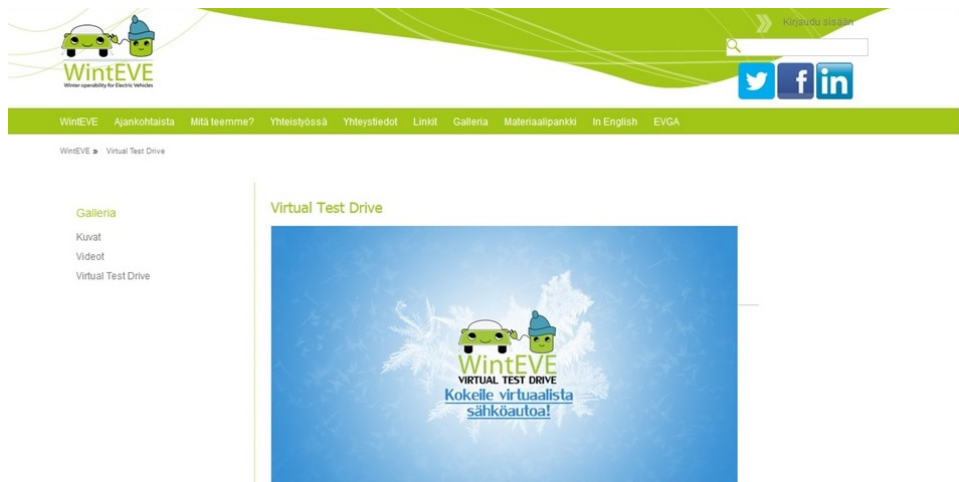 Kirjaudu sisään
WintEVE
Winter operability for Electric Vehicles
WintEVE Ajankohtaista Mitä teemme? Yhteistyössä Yhteystiedot Linkit Galleria Materiaalipankki In English EVGA
WintEVE » Virtual Test Drive
Galleria
Kuvat
Videot
Virtual Test Drive
Virtual Test Drive
WintEVE
VIRTUAL TEST DRIVE
Kokeile virtuaalista
sähköautoa!